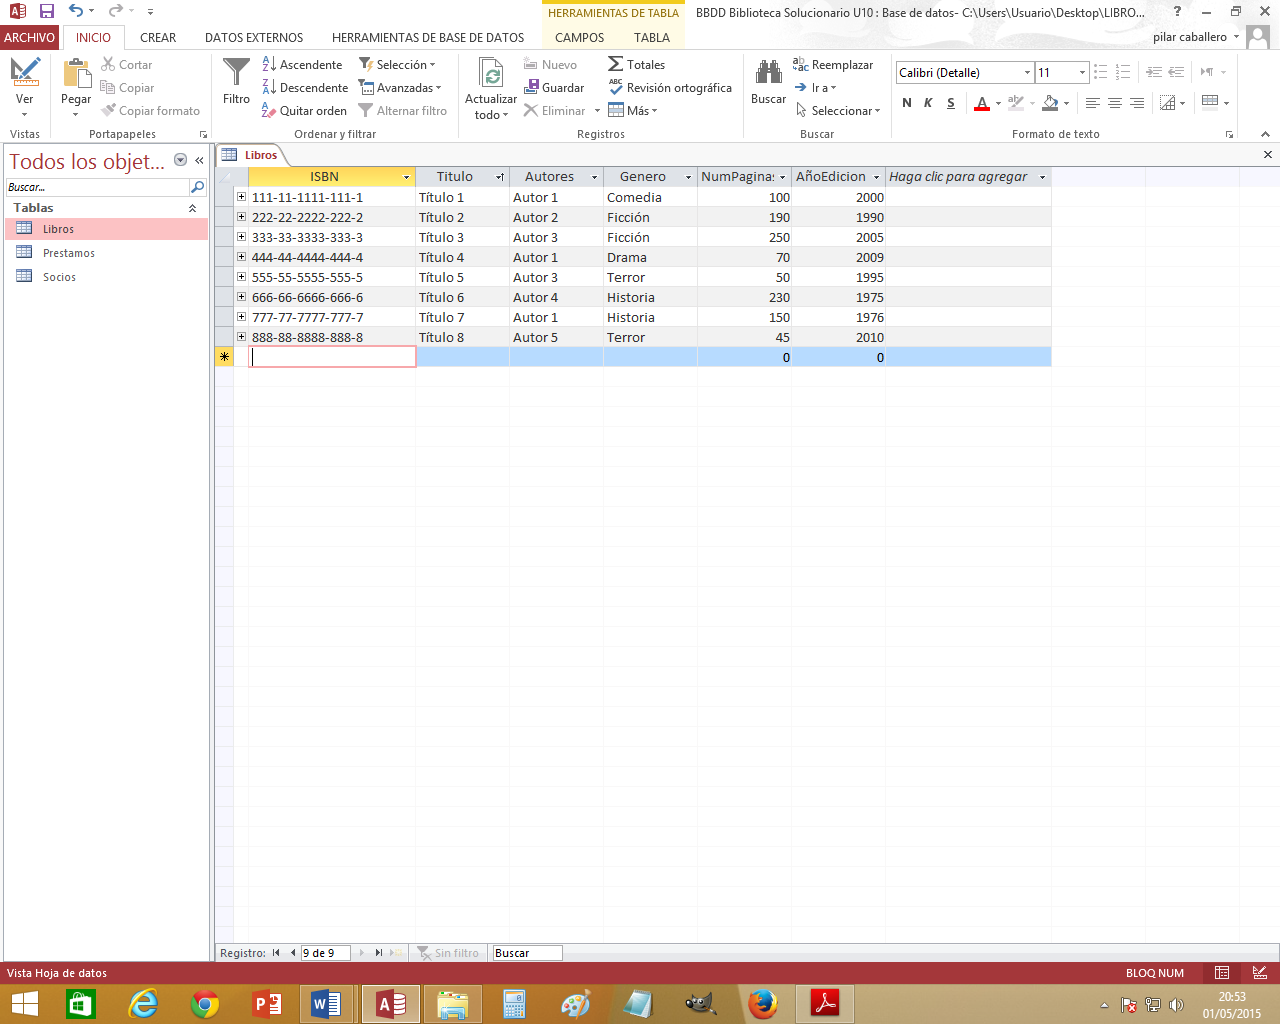 HERRAMIENTAS DE TABLA BBDD Biblioteca Solucionario U10 : Base de datos- C:\Users\Usuario\Desktop\LIBRO... ?
ARCHIVO INICIO CREAR DATOS EXTERNOS HERRAMIENTAS DE BASE DE DATOS CAMPOS TABLA pilar caballero
Ver
Vistas
Pegar
Cortar
Copiar
Copiar formato
Portapapeles
Filtro
Ascendente
Descendente
Quitar orden
Selección
Avanzadas
Alternar filtro
Ordenar y filtrar
Actualizar
todo
Nuevo
Guardar
Eliminar
Totales
Revisión ortográfica
Más
Registros
Buscar
Reemplazar
Ir a
Seleccionar
Buscar
Calibri (Detalle) 11
N K S A
Formato de texto
Todos los objet... «
Buscar...
Tablas
Libros
Prestamos
Socios
Libros
ISBN Titulo Autores Genero NumPaginas AñoEdicion Haga clic para agregar
111-11-1111-111-1 Título 1 Autor 1 Comedia 100 2000
222-22-2222-222-2 Título 2 Autor 2 Ficción 190 1990
333-33-3333-333-3 Título 3 Autor 3 Ficción 250 2005
444-44-4444-444-4 Título 4 Autor 1 Drama 70 2009
555-55-5555-555-5 Título 5 Autor 3 Terror 50 1995
666-66-6666-666-6 Título 6 Autor 4 Historia 230 1975
777-77-7777-777-7 Título 7 Autor 1 Historia 150 1976
888-88-8888-888-8 Título 8 Autor 5 Terror 45 2010
0 0
Registro: 9 de 9 Sin filtro Buscar
Vista Hoja de datos BLOQ NUM
20:53
01/05/2015